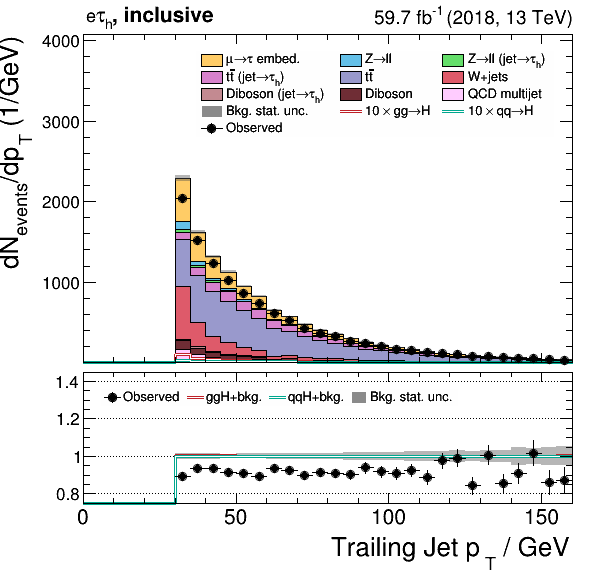 eτh, inclusive 59.7 fb-1 (2018, 13 TeV)
dNevents/dpT (1/GeV)
4000
3000
2000
1000
μ→τ embed. Z→ll Z→ll (jet→τh)
tt̄ (jet→τh) tt̄ W+jets
Diboson (jet→τh) Diboson QCD multijet
Bkg. stat. unc. 10 × gg→H 10 × qq→H
Observed
1.4
1.2
1
0.8
Observed ggH+bkg. qqH+bkg. Bkg. stat. unc.
0 50 100 150
Trailing Jet pT / GeV